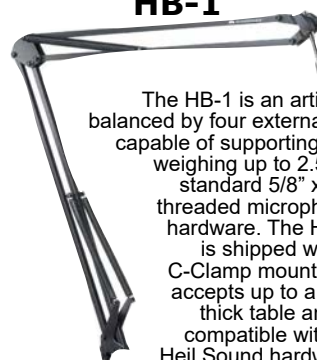 HB-1
The HB-1 is an arti
balanced by four externa
capable of supporting
weighing up to 2.5
standard 5/8” x
threaded microph
hardware. The H
is shipped w
C-Clamp mount
accepts up to a
thick table an
compatible wit
Heil Sound hardw